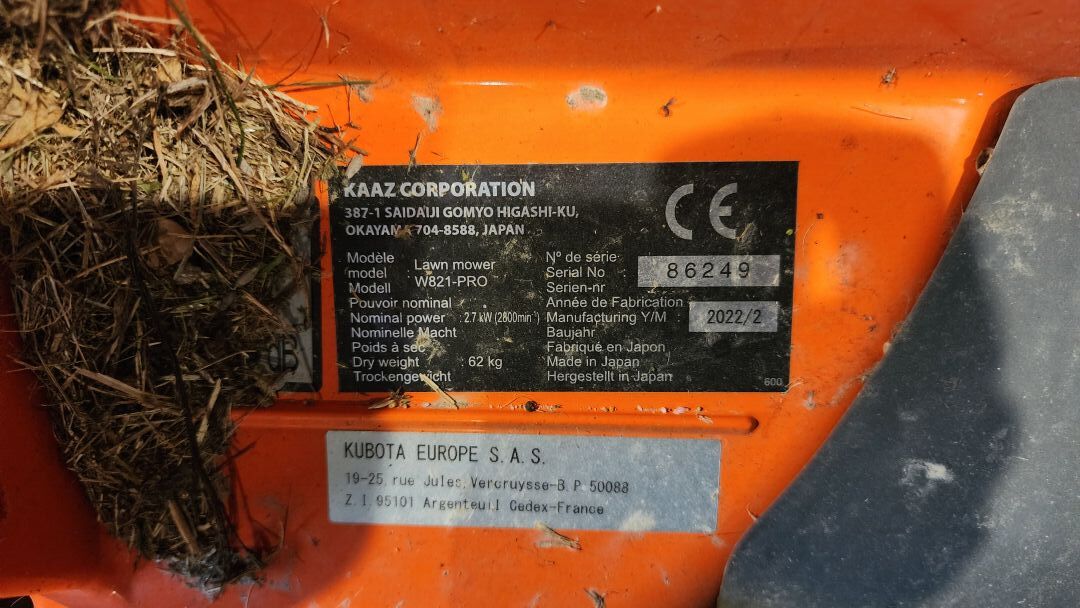 KAAZ CORPORATION
387-1 SAIDAIJI GOMYO HIGASHI-KU,
OKAYAMA 704-8588, JAPAN
CE
Modèle
model : Lawn mower
Modell W821-PRO
Pouvoir nominal
Nominal power : 2.7 kW (2800min⁻¹)
Nominelle Macht
Poids à sec
Dry weight : 62 kg
Trockengewicht
Nº de série
Serial No : 86249
Serien-nr
Année de Fabrication
Manufacturing Y/M : 2022/2
Baujahr
Fabriqué en Japon
Made in Japan
Hergestellt in Japan
600
dB
KUBOTA EUROPE S.A.S.
19-25, rue Jules, Vercruysse-B.P 50088
Z.I. 95101 Argenteuil Cedex-France